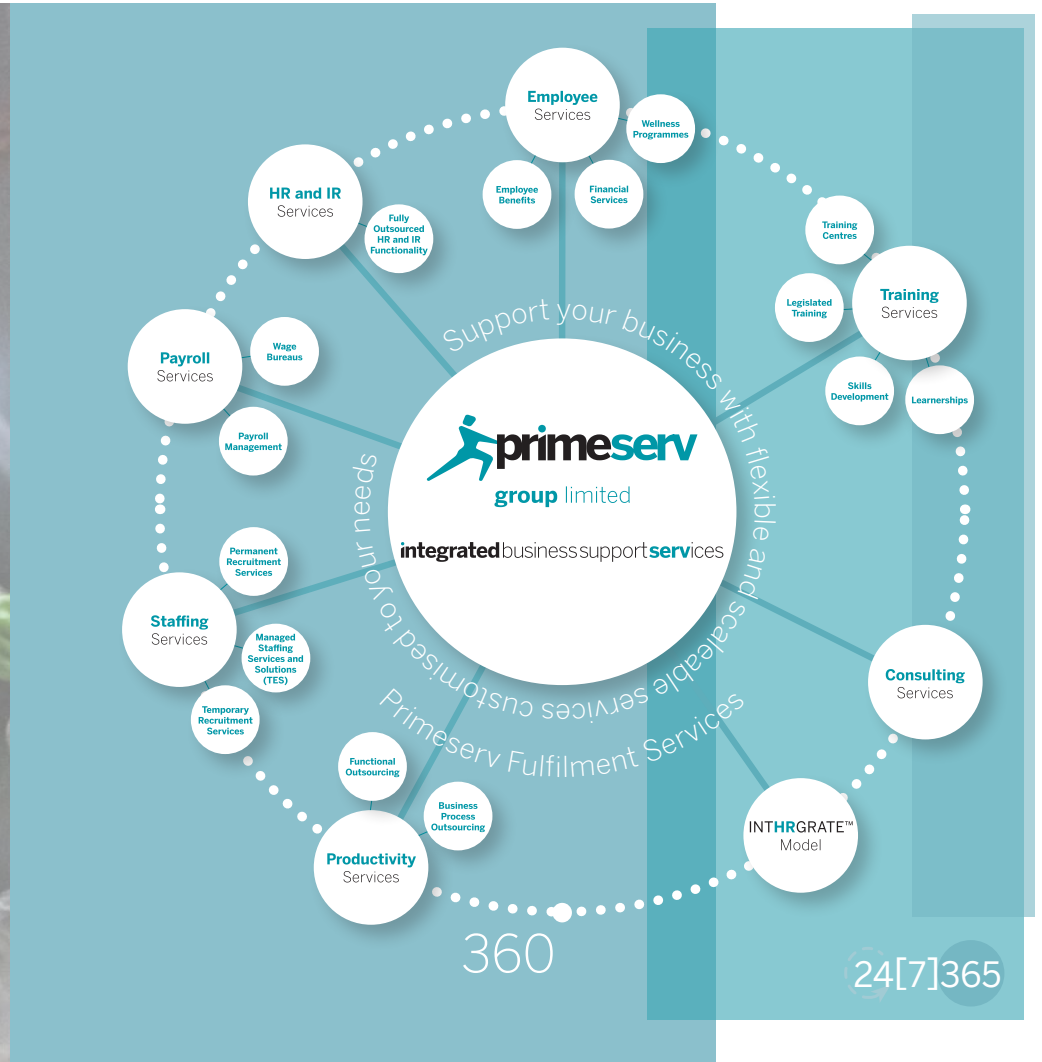 Employee
Services
Wellness
Programmes
Employee
Benefits
Financial
Services
HR and IR
Services
Fully
Outsourced
HR and IR
Functionality
Training
Centres
Training
Services
Legislated
Training
Skills
Development
Learnerships
Payroll
Services
Wage
Bureaus
Payroll
Management
Support your business with flexible and scaleable services customised to your needs
primeserv
group limited
integratedbusinesssupportservices
Permanent
Recruitment
Services
Staffing
Services
Managed
Staffing
Services and
Solutions
(TES)
Temporary
Recruitment
Services
Consulting
Services
Primeserv Fulfilment Services
Functional
Outsourcing
Business
Process
Outsourcing
Productivity
Services
INTHRGRATE™
Model
360
24[7]365